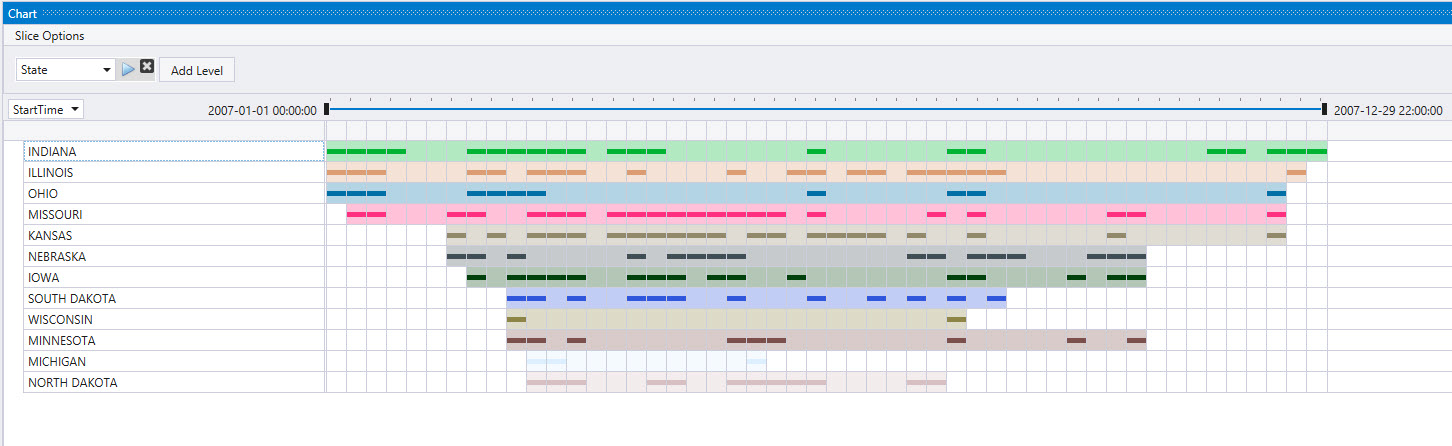 Chart
Slice Options
State
Add Level
StartTime 2007-01-01 00:00:00 2007-12-29 22:00:00
INDIANA
ILLINOIS
OHIO
MISSOURI
KANSAS
NEBRASKA
IOWA
SOUTH DAKOTA
WISCONSIN
MINNESOTA
MICHIGAN
NORTH DAKOTA